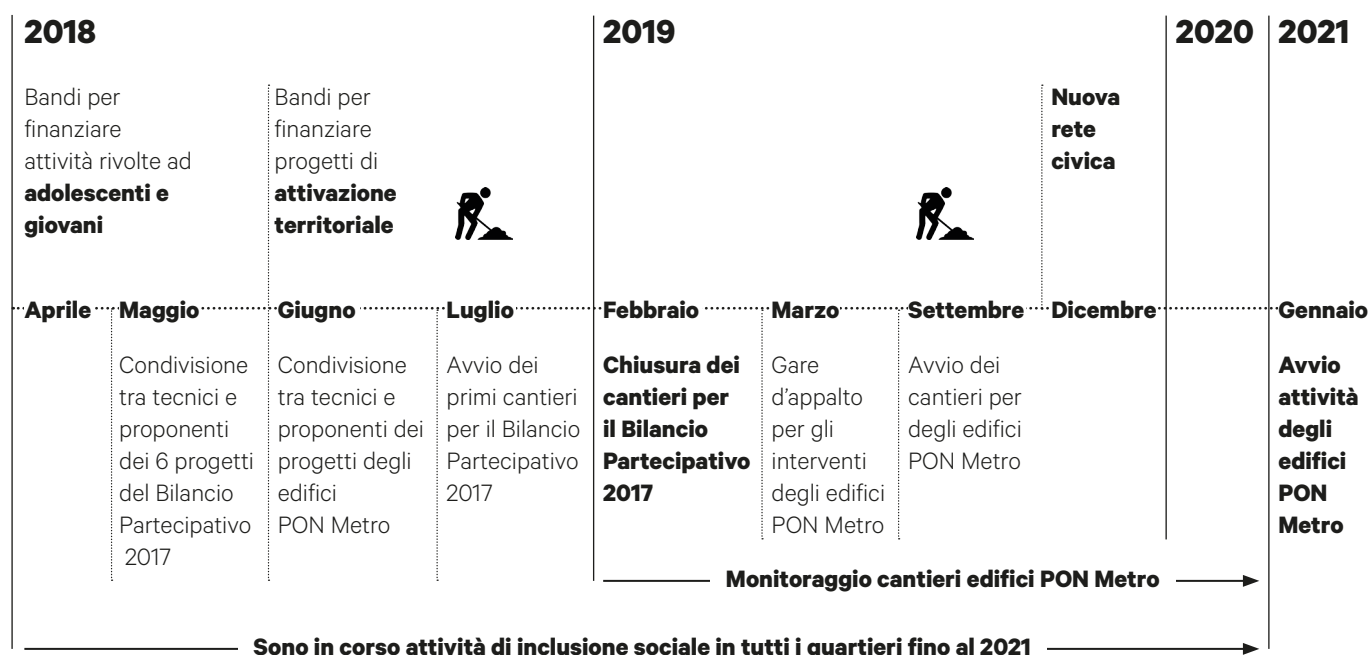 2018
2019
2020
2021
Bandi per
finanziare
attività rivolte ad
adolescenti e
giovani
Bandi per
finanziare
progetti di
attivazione
territoriale
Nuova
rete
civica
Aprile
Maggio
Giugno
Luglio
Febbraio
Marzo
Settembre
Dicembre
Gennaio
Condivisione
tra tecnici e
proponenti
dei 6 progetti
del Bilancio
Partecipativo
2017
Condivisione
tra tecnici e
proponenti dei
progetti degli
edifici
PON Metro
Avvio dei
primi cantieri
per il Bilancio
Partecipativo
2017
Chiusura dei
cantieri per
il Bilancio
Partecipativo
2017
Gare
d'appalto
per gli
interventi
degli edifici
PON Metro
Avvio dei
cantieri per
degli edifici
PON Metro
Avvio
attività
degli
edifici
PON
Metro
Monitoraggio cantieri edifici PON Metro
Sono in corso attività di inclusione sociale in tutti i quartieri fino al 2021